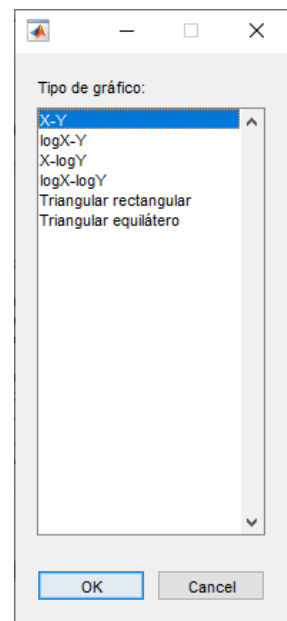 Tipo de gráfico:
X-Y
logX-Y
X-logY
logX-logY
Triangular rectangular
Triangular equilátero
OK
Cancel